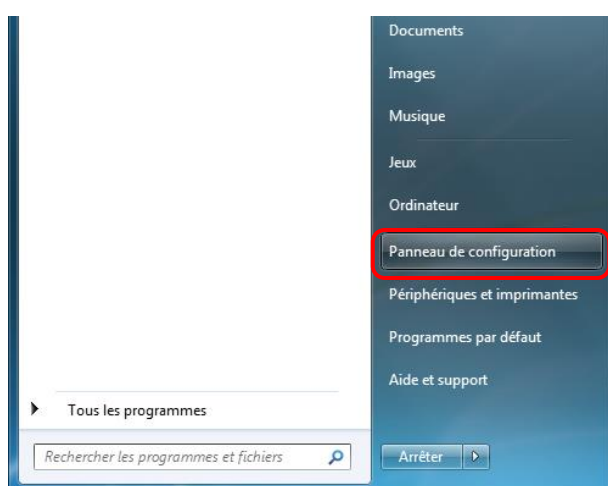 Documents
Images
Musique
Jeux
Ordinateur
Panneau de configuration
Périphériques et imprimantes
Programmes par défaut
Aide et support
Tous les programmes
Rechercher les programmes et fichiers
Arrêter